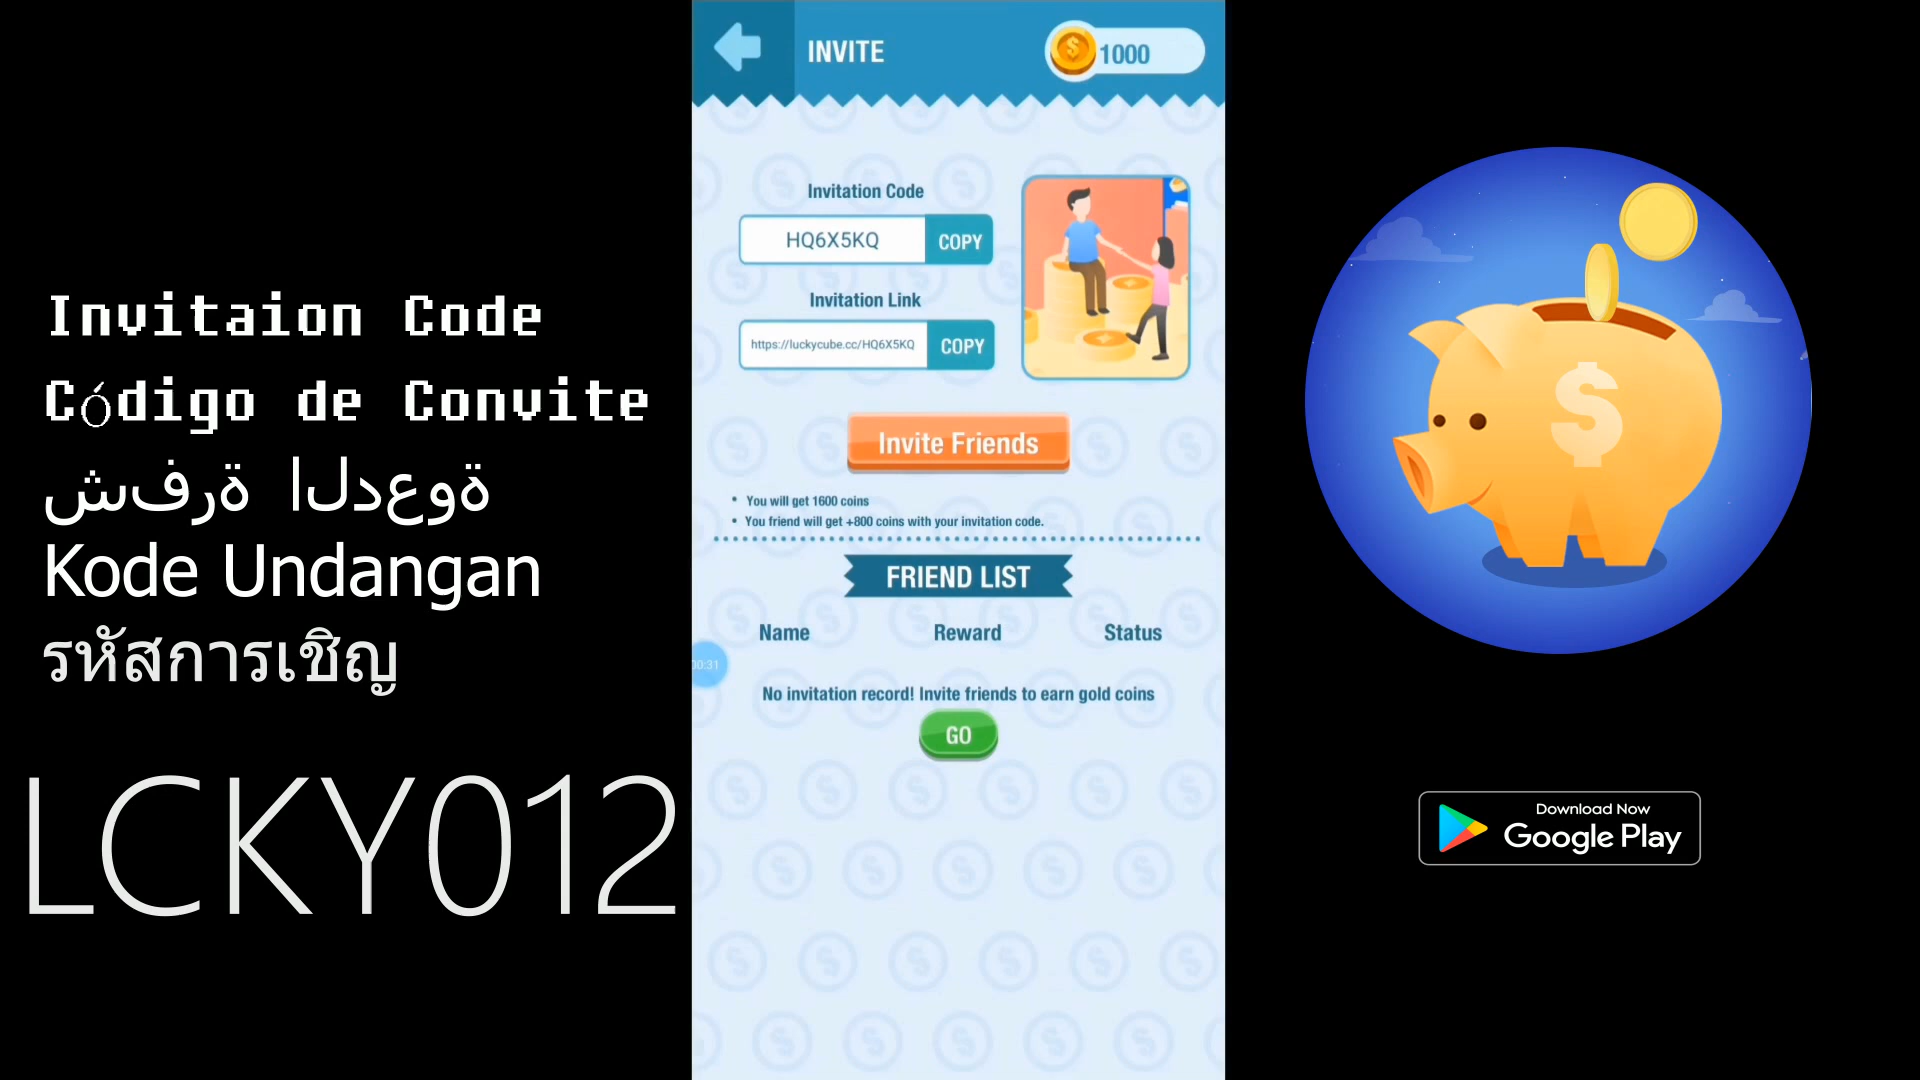 Invitaion Code
Código de Convite
شفرة الدعوة
Kode Undangan
รหัสการเชิญ
LCKY012
INVITE
$ 1000
Invitation Code
HQ6X5KQ COPY
Invitation Link
https://luckycube.cc/HQ6X5KQ COPY
Invite Friends
• You will get 1600 coins
• You friend will get +800 coins with your invitation code.
FRIEND LIST
Name Reward Status
00:31
No invitation record! Invite friends to earn gold coins
GO
$
Download Now
Google Play